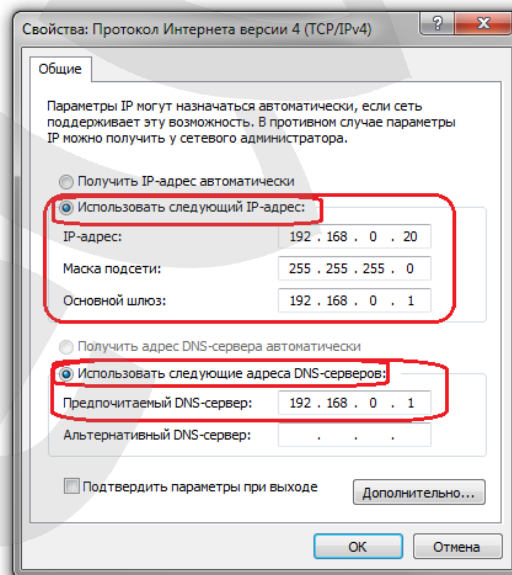 Свойства: Протокол Интернета версии 4 (TCP/IPv4)
Общие
Параметры IP могут назначаться автоматически, если сеть
поддерживает эту возможность. В противном случае параметры
IP можно получить у сетевого администратора.
Получить IP-адрес автоматически
Использовать следующий IP-адрес:
IP-адрес: 192 . 168 . 0 . 20
Маска подсети: 255 . 255 . 255 . 0
Основной шлюз: 192 . 168 . 0 . 1
Получить адрес DNS-сервера автоматически
Использовать следующие адреса DNS-серверов:
Предпочитаемый DNS-сервер: 192 . 168 . 0 . 1
Альтернативный DNS-сервер: . . .
Подтвердить параметры при выходе
Дополнительно...
ОК Отмена